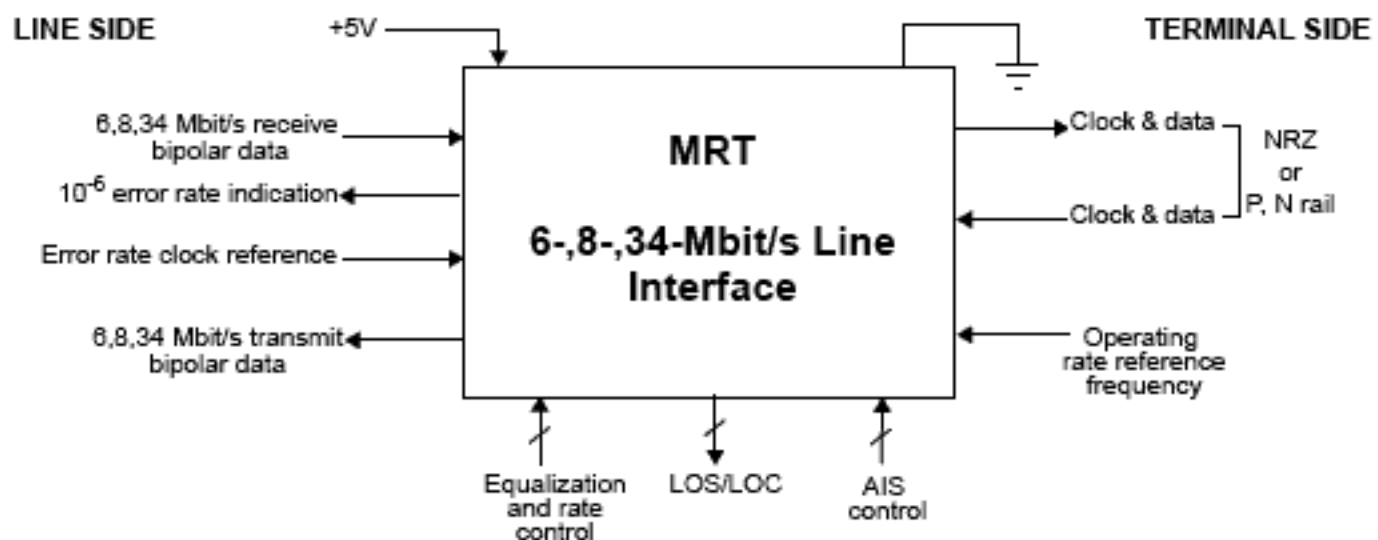 LINE SIDE
+5V
TERMINAL SIDE
6,8,34 Mbit/s receive
bipolar data
10-6 error rate indication
Error rate clock reference
6,8,34 Mbit/s transmit
bipolar data
MRT
6-,8-,34-Mbit/s Line
Interface
Clock & data
Clock & data
NRZ
or
P, N rail
Operating
rate reference
frequency
Equalization
and rate
control
LOS/LOC
AIS
control